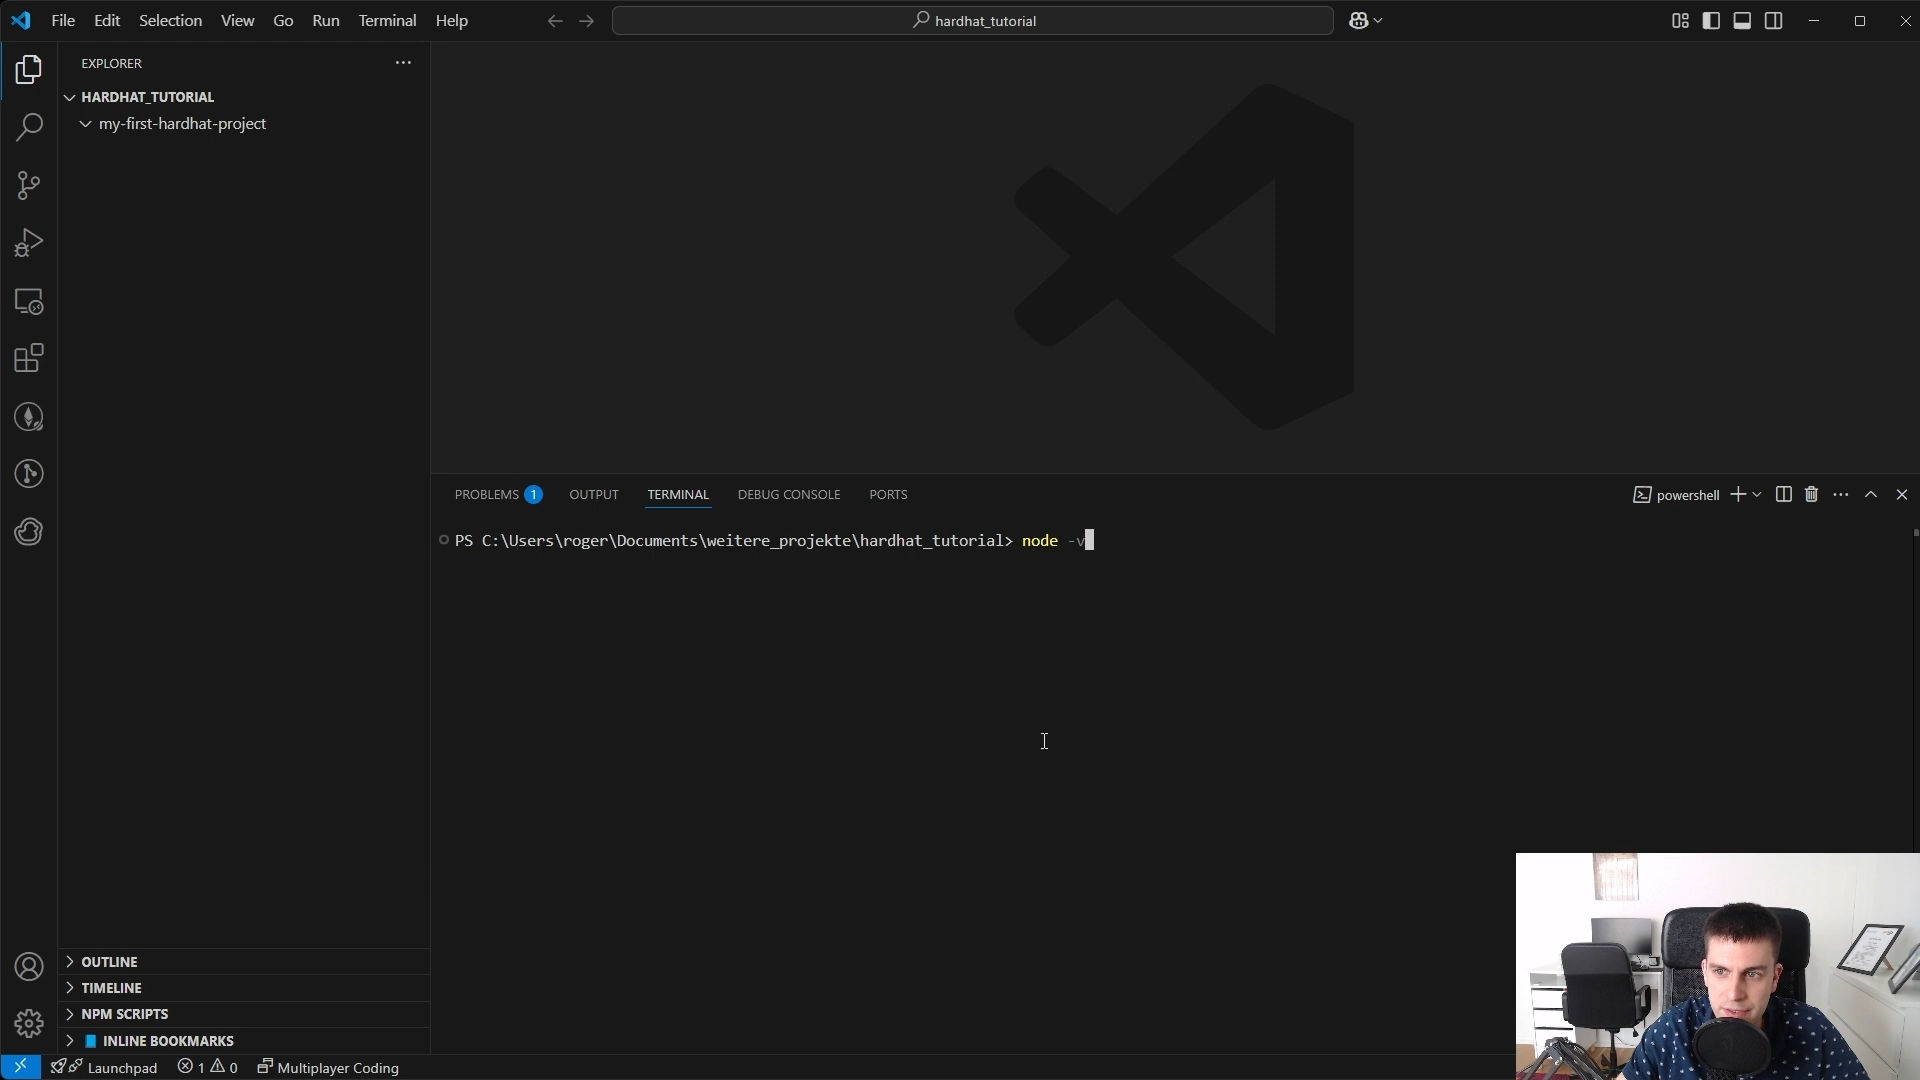 File Edit Selection View Go Run Terminal Help
hardhat_tutorial
EXPLORER
HARDHAT_TUTORIAL
my-first-hardhat-project
PROBLEMS 1 OUTPUT TERMINAL DEBUG CONSOLE PORTS
powershell
PS C:\Users\roger\Documents\weitere_projekte\hardhat_tutorial> node -v
OUTLINE
TIMELINE
NPM SCRIPTS
INLINE BOOKMARKS
Launchpad 1 0 Multiplayer Coding